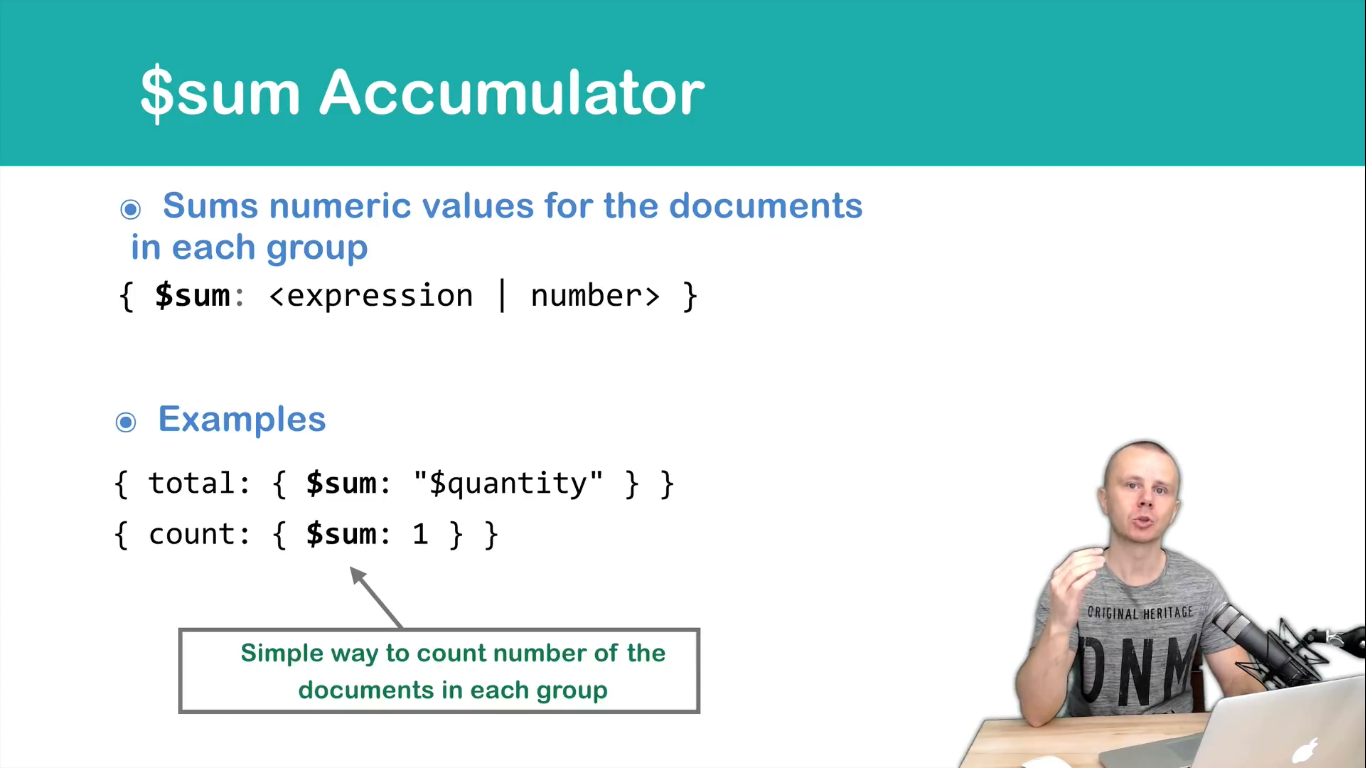 $sum Accumulator
Sums numeric values for the documents
in each group
{ $sum: <expression | number> }
Examples
{ total: { $sum: "$quantity" } }
{ count: { $sum: 1 } }
Simple way to count number of the
documents in each group
ORIGINAL HERITAGE
DNM